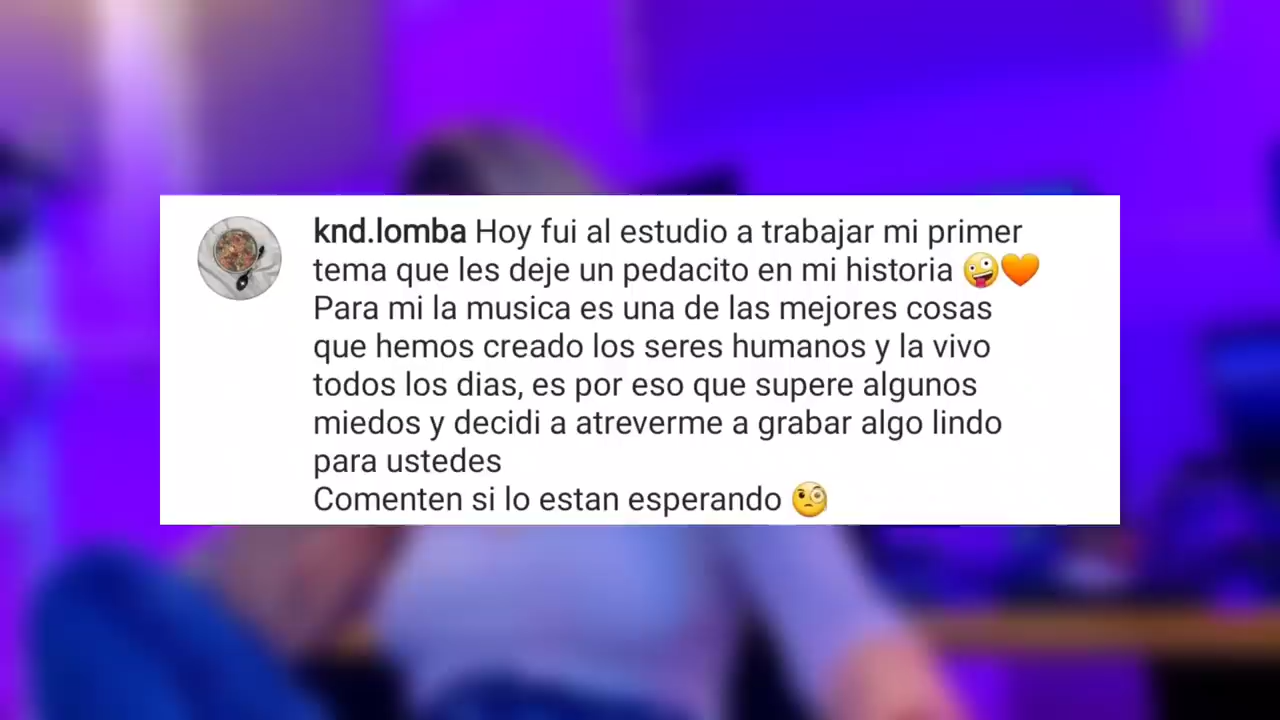 knd.lomba Hoy fui al estudio a trabajar mi primer
tema que les deje un pedacito en mi historia 🤪🧡
Para mi la musica es una de las mejores cosas
que hemos creado los seres humanos y la vivo
todos los dias, es por eso que supere algunos
miedos y decidi a atreverme a grabar algo lindo
para ustedes
Comenten si lo estan esperando 🧐